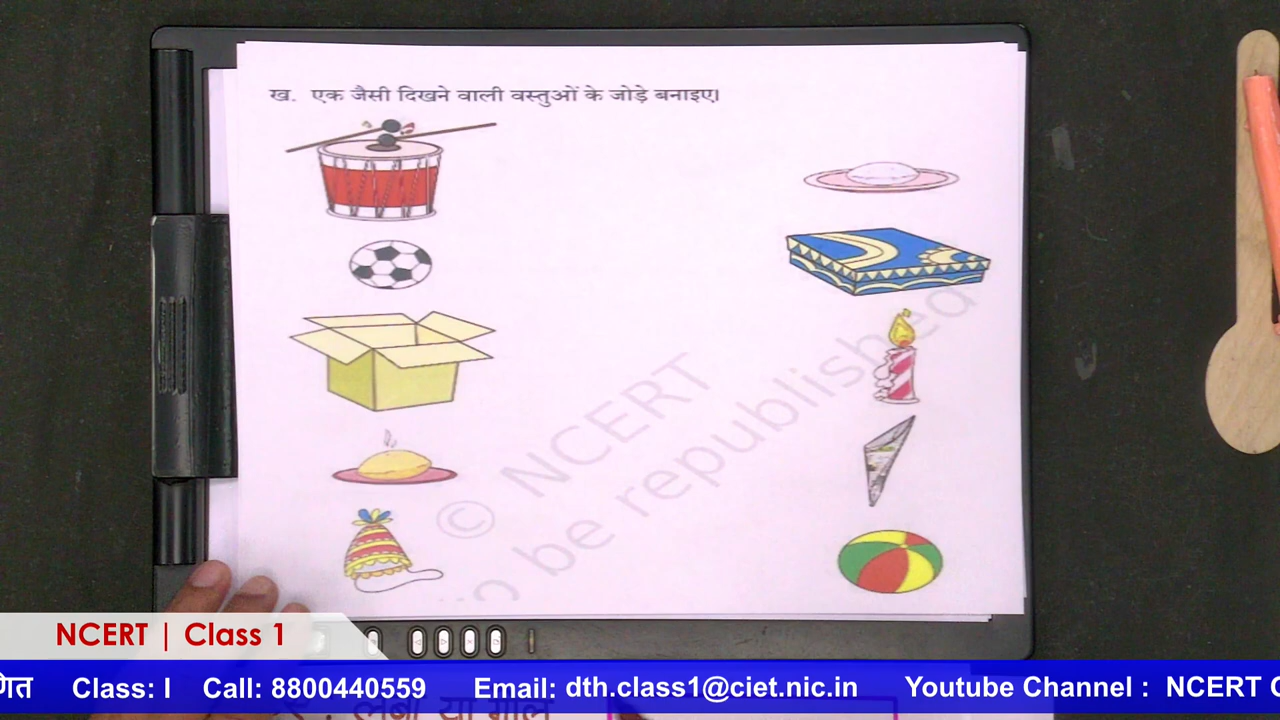 ख. एक जैसी दिखने वाली वस्तुओं के जोड़े बनाइए।
© NCERT
o be republished
NCERT | Class 1
णित Class: I Call: 8800440559 Email: dth.class1@ciet.nic.in Youtube Channel : NCERT
लंबा या गोल